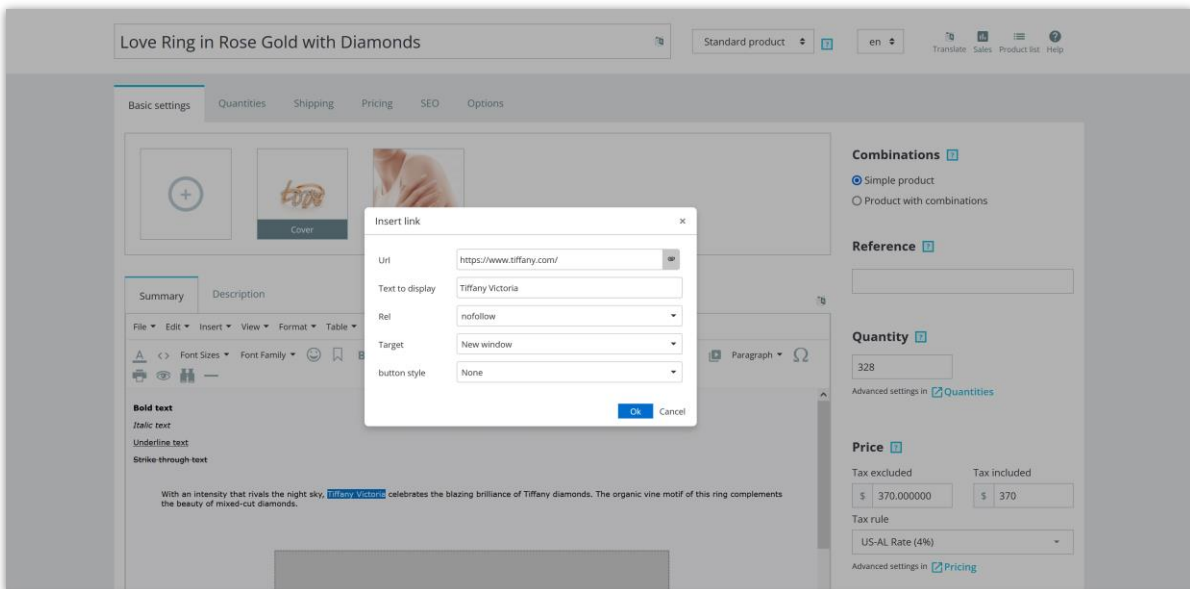 Love Ring in Rose Gold with Diamonds
Standard product
en
Translate Sales Product list Help
Basic settings Quantities Shipping Pricing SEO Options
Cover
Combinations
Simple product
Product with combinations
Reference
Insert link
Url https://www.tiffany.com/
Text to display Tiffany Victoria
Rel nofollow
Target New window
button style None
Ok Cancel
Summary Description
File Edit Insert View Format Table
A <> Font Sizes Font Family B Paragraph Ω
Bold text
Italic text
Underline text
Strike through text
With an intensity that rivals the night sky, Tiffany Victoria celebrates the blazing brilliance of Tiffany diamonds. The organic vine motif of this ring complements
the beauty of mixed-cut diamonds.
Quantity
328
Advanced settings in Quantities
Price
Tax excluded Tax included
$ 370.000000 $ 370
Tax rule
US-AL Rate (4%)
Advanced settings in Pricing